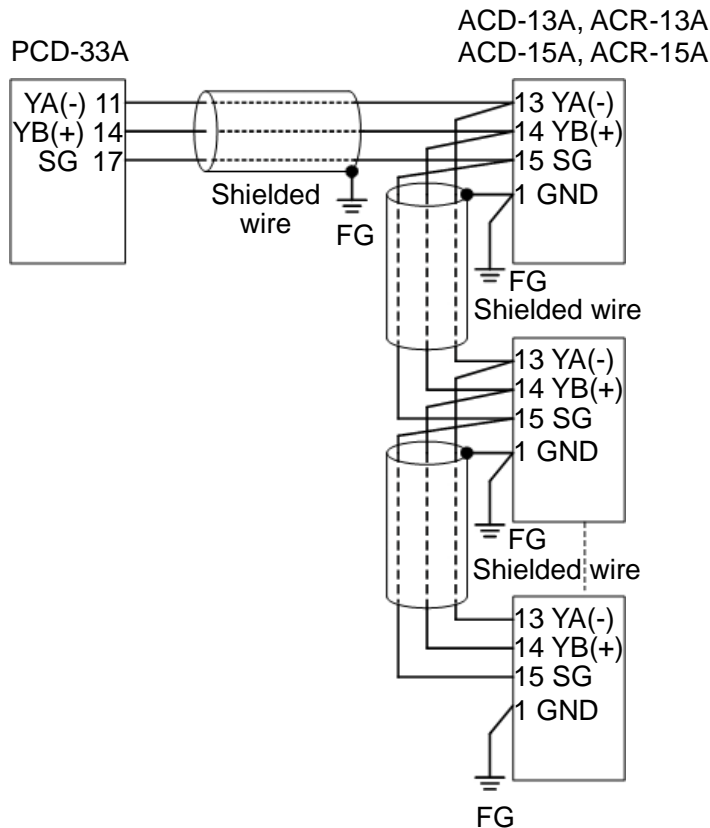 ACD-13A, ACR-13A
ACD-15A, ACR-15A
PCD-33A
YA(-) 11
YB(+) 14
SG 17
Shielded
wire
FG
13 YA(-)
14 YB(+)
15 SG
1 GND
FG
Shielded wire
13 YA(-)
14 YB(+)
15 SG
1 GND
FG
Shielded wire
13 YA(-)
14 YB(+)
15 SG
1 GND
FG